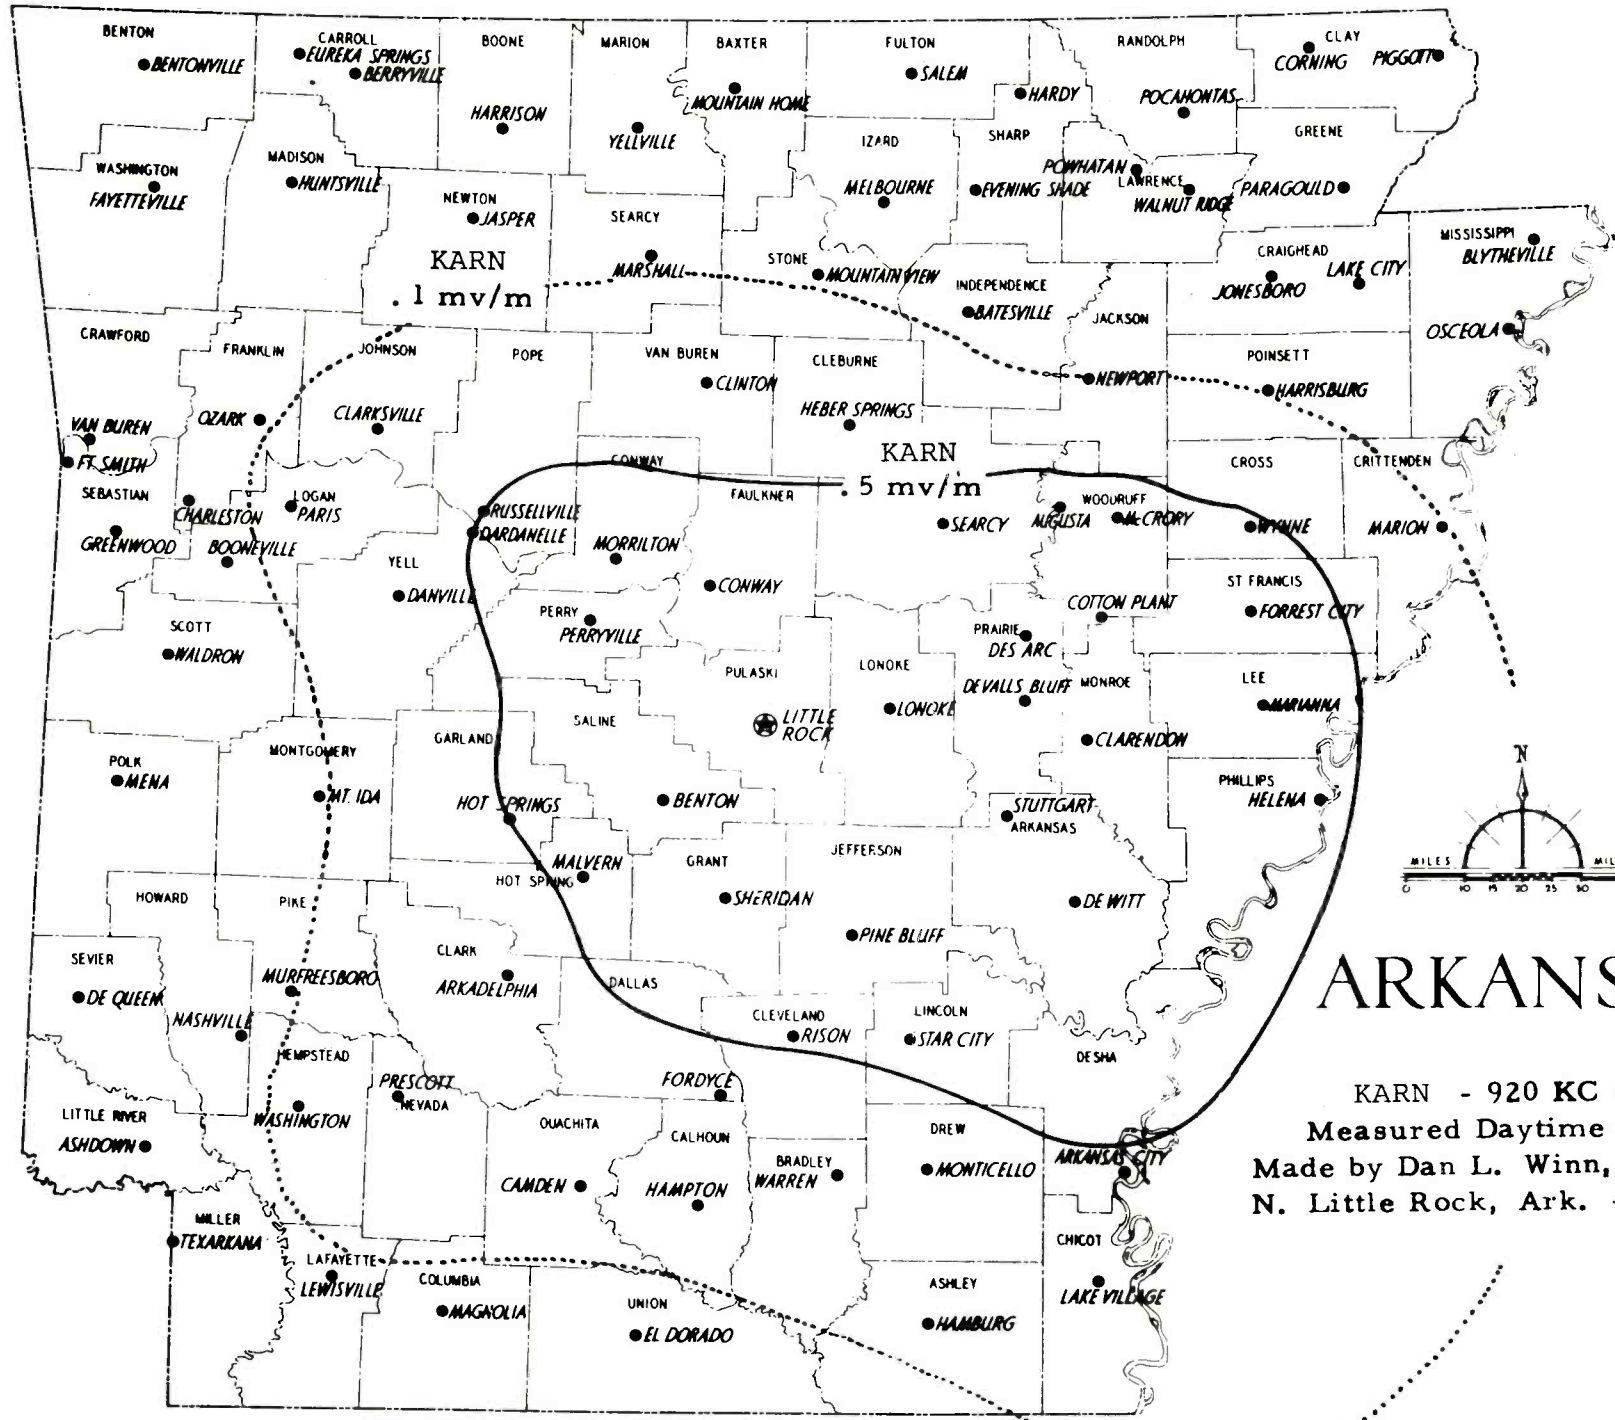 BENTON
BENTONVILLE
CARROLL
EUREKA SPRINGS
BERRYVILLE
BOONE
HARRISON
MARION
YELLVILLE
BAXTER
MOUNTAIN HOME
FULTON
SALEM
HARDY
RANDOLPH
POCAHONTAS
CLAY
CORNING
PIGGOTT
WASHINGTON
FAYETTEVILLE
MADISON
HUNTSVILLE
NEWTON
JASPER
SEARCY
MARSHALL
IZARD
MELBOURNE
SHARP
EVENING SHADE
POWHATAN
LAWRENCE
WALNUT RIDGE
GREENE
PARAGOULD
KARN
.1 mv/m
STONE
MOUNTAIN VIEW
INDEPENDENCE
BATESVILLE
JACKSON
NEWPORT
CRAIGHEAD
JONESBORO
LAKE CITY
MISSISSIPPI
BLYTHEVILLE
OSCEOLA
CRAWFORD
VAN BUREN
FRANKLIN
OZARK
JOHNSON
CLARKSVILLE
POPE
VAN BUREN
CLINTON
CLEBURNE
HEBER SPRINGS
POINSETT
HARRISBURG
FT. SMITH
SEBASTIAN
GREENWOOD
CHARLESTON
BOONEVILLE
LOGAN
PARIS
RUSSELLVILLE
DARDANELLE
CONWAY
MORRILTON
FAULKNER
CONWAY
KARN
.5 mv/m
SEARCY
WOODRUFF
AUGUSTA
McCRORY
CROSS
WYNNE
CRITTENDEN
MARION
YELL
DANVILLE
PERRY
PERRYVILLE
SCOTT
WALDRON
PULASKI
LITTLE
ROCK
LONOKE
LONOKE
PRAIRIE
DES ARC
DEVALLS BLUFF
COTTON PLANT
MONROE
CLARENDON
ST FRANCIS
FORREST CITY
LEE
MARIANNA
POLK
MENA
MONTGOMERY
MT. IDA
GARLAND
HOT SPRINGS
SALINE
BENTON
STUTTGART
ARKANSAS
PHILLIPS
HELENA
N
MILES
MIL
0 10 15 20 25 30
HOWARD
PIKE
MALVERN
HOT SPRING
GRANT
SHERIDAN
JEFFERSON
PINE BLUFF
DE WITT
SEVIER
DE QUEEN
MURFREESBORO
NASHVILLE
CLARK
ARKADELPHIA
DALLAS
CLEVELAND
RISON
LINCOLN
STAR CITY
DESHA
ARKANS
HEMPSTEAD
WASHINGTON
PRESCOTT
NEVADA
FORDYCE
LITTLE RIVER
ASHDOWN
OUACHITA
CAMDEN
CALHOUN
HAMPTON
BRADLEY
WARREN
DREW
MONTICELLO
ARKANSAS CITY
KARN - 920 KC
Measured Daytime
Made by Dan L. Winn,
N. Little Rock, Ark.
MILLER
TEXARKANA
LAFAYETTE
LEWISVILLE
COLUMBIA
MAGNOLIA
UNION
EL DORADO
ASHLEY
HAMBURG
CHICOT
LAKE VILLAGE